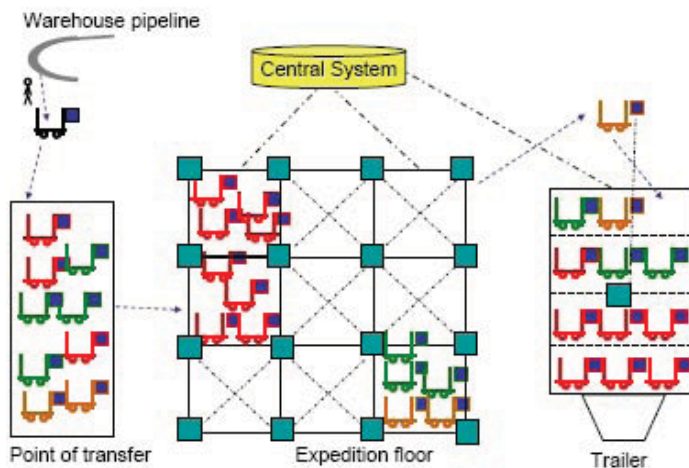 Warehouse pipeline
Central System
Point of transfer
Expedition floor
Trailer